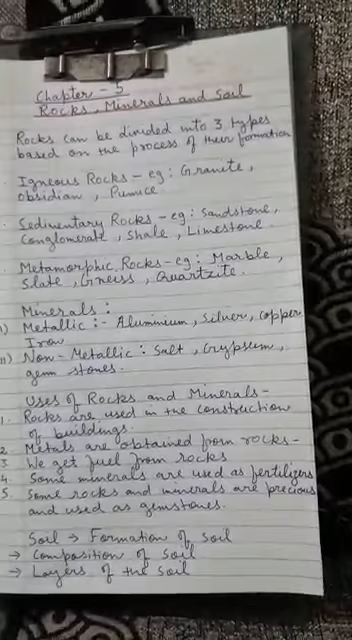 Chapter - 5
Rocks, Minerals and Soil
Rocks can be divided into 3 types
based on the process of their formation
Igneous Rocks - eg: Granite,
obsidian, Pumice.
Sedimentary Rocks - eg: Sandstone,
Conglomerate, Shale, Limestone.
Metamorphic Rocks - eg: Marble,
Slate, Gneiss, Quartzite.
Minerals:
i) Metallic :- Aluminium, Silver, copper
Iron
ii) Non-Metallic: Salt, Gypsum,
gem stones.
Uses of Rocks and Minerals-
1. Rocks are used in the construction
of buildings.
2. Metals are obtained from rocks-
3 We get fuel from rocks
4. Some minerals are used as fertilizers
5. Some rocks and minerals are precious
and used as gemstones.
Soil → Formation of soil
→ Composition of Soil
→ Layers of the soil